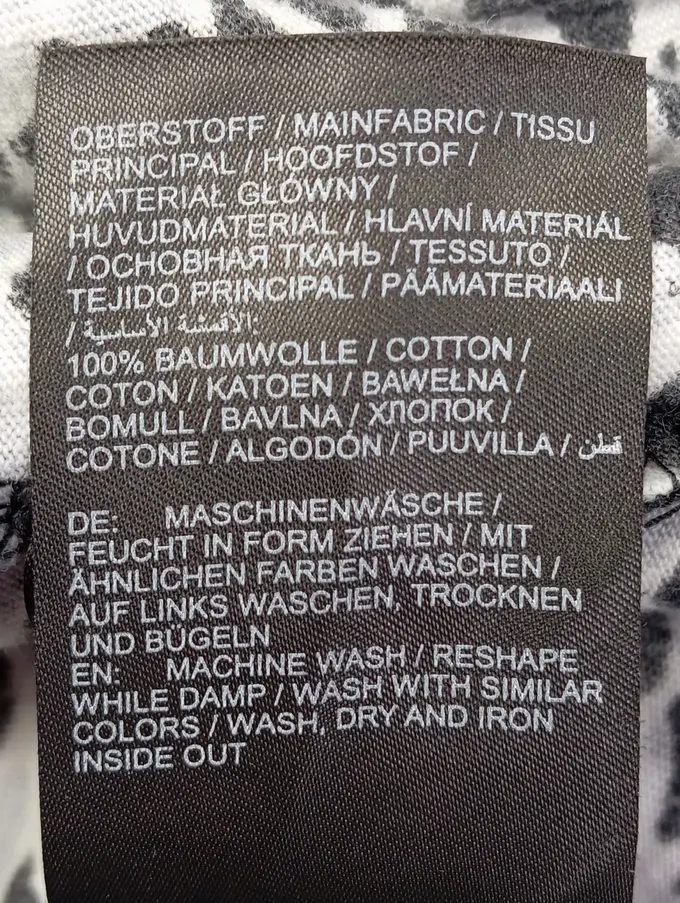 OBERSTOFF / MAINFABRIC / TISSU
PRINCIPAL / HOOFDSTOF /
MATERIAŁ GŁÓWNY /
HUVUDMATERIAL / HLAVNÍ MATERIÁL
/ ОСНОВНАЯ ТКАНЬ / TESSUTO /
TEJIDO PRINCIPAL / PÄÄMATERIAALI
/ الاقمشة الأساسية:
100% BAUMWOLLE / COTTON /
COTON / KATOEN / BAWEŁNA /
BOMULL / BAVLNA / ХЛОПОК /
COTONE / ALGODÓN / PUUVILLA / قطن
DE: MASCHINENWÄSCHE /
FEUCHT IN FORM ZIEHEN / MIT
ÄHNLICHEN FARBEN WASCHEN /
AUF LINKS WASCHEN, TROCKNEN
UND BÜGELN
EN: MACHINE WASH / RESHAPE
WHILE DAMP / WASH WITH SIMILAR
COLORS / WASH, DRY AND IRON
INSIDE OUT